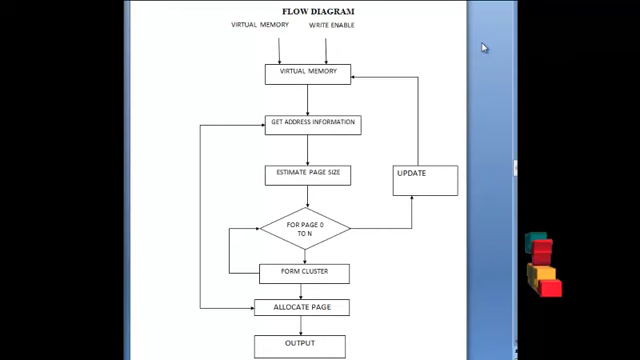 FLOW DIAGRAM
VIRTUAL MEMORY WRITE ENABLE
VIRTUAL MEMORY
GET ADDRESS INFORMATION
ESTIMATE PAGE SIZE
UPDATE
FOR PAGE 0
TO N
FORM CLUSTER
ALLOCATE PAGE
OUTPUT